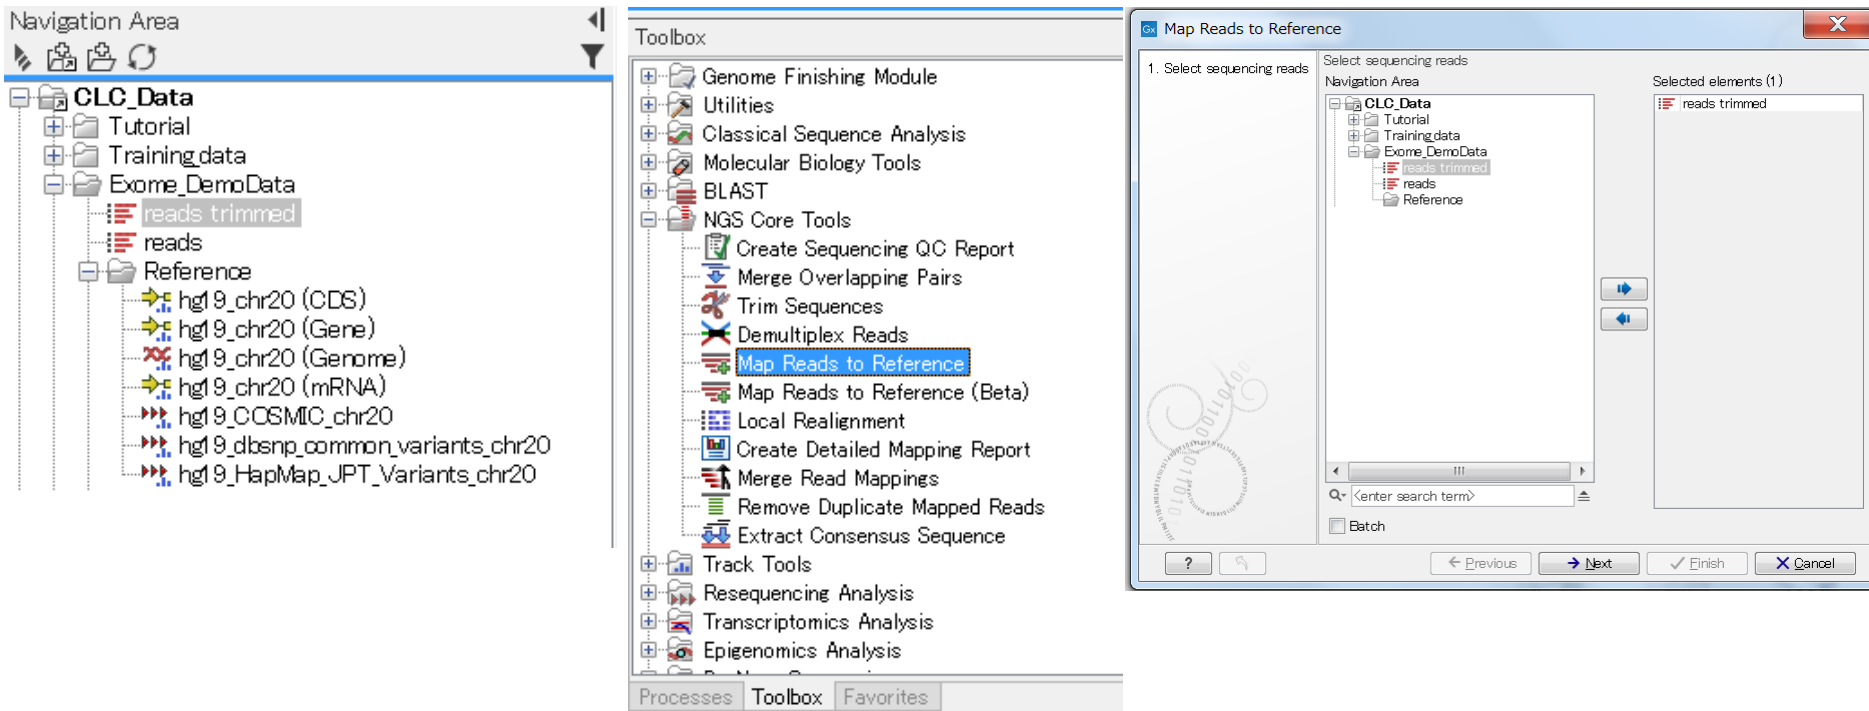 Navigation Area
CLC_Data
Tutorial
Training_data
Exome_DemoData
reads trimmed
reads
Reference
hg19_chr20 (CDS)
hg19_chr20 (Gene)
hg19_chr20 (Genome)
hg19_chr20 (mRNA)
hg19_COSMIC_chr20
hg19_dbsnp_common_variants_chr20
hg19_HapMap_JPT_Variants_chr20
Toolbox
Genome Finishing Module
Utilities
Classical Sequence Analysis
Molecular Biology Tools
BLAST
NGS Core Tools
Create Sequencing QC Report
Merge Overlapping Pairs
Trim Sequences
Demultiplex Reads
Map Reads to Reference
Map Reads to Reference (Beta)
Local Realignment
Create Detailed Mapping Report
Merge Read Mappings
Remove Duplicate Mapped Reads
Extract Consensus Sequence
Track Tools
Resequencing Analysis
Transcriptomics Analysis
Epigenomics Analysis
Processes Toolbox Favorites
Gx Map Reads to Reference X
1. Select sequencing reads
Select sequencing reads
Navigation Area
CLC_Data
Tutorial
Training_data
Exome_DemoData
reads trimmed
reads
Reference
<enter search term>
Batch
Selected elements (1)
reads trimmed
? Previous Next Finish Cancel